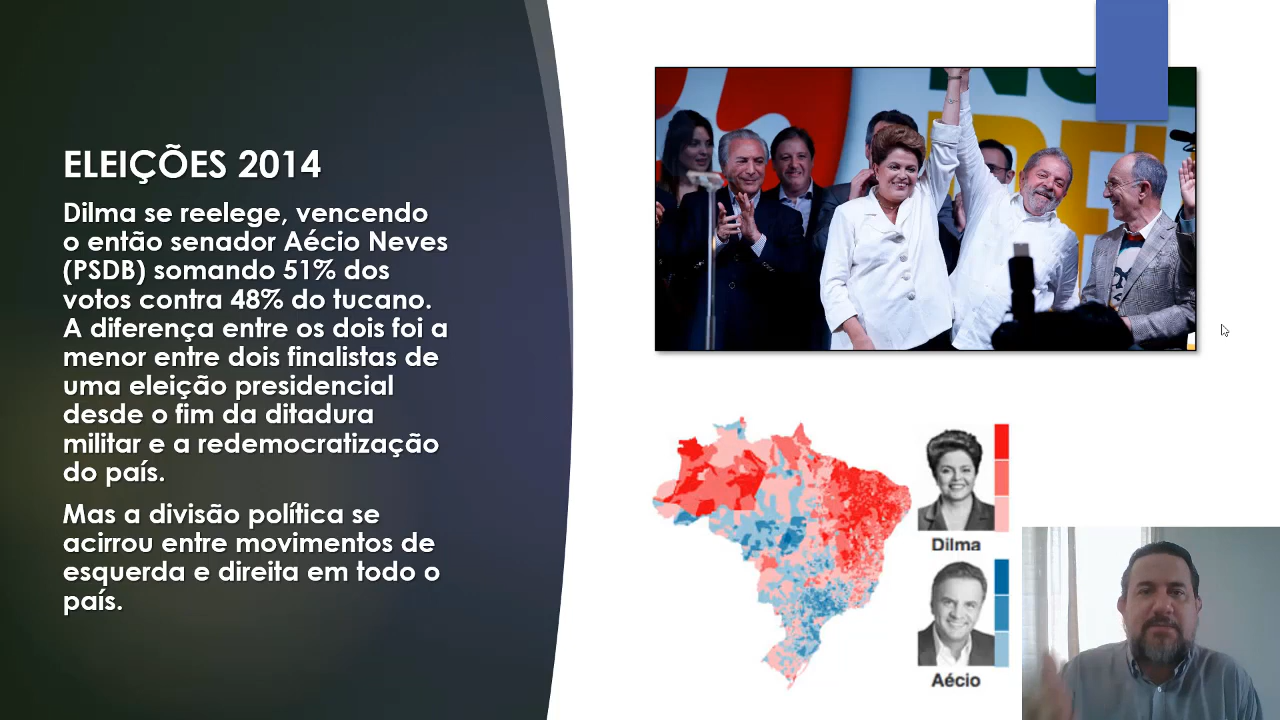 ELEIÇÕES 2014
Dilma se reelege, vencendo
o então senador Aécio Neves
(PSDB) somando 51% dos
votos contra 48% do tucano.
A diferença entre os dois foi a
menor entre dois finalistas de
uma eleição presidencial
desde o fim da ditadura
militar e a redemocratização
do país.
Mas a divisão política se
acirrou entre movimentos de
esquerda e direita em todo o
país.
Dilma
Aécio